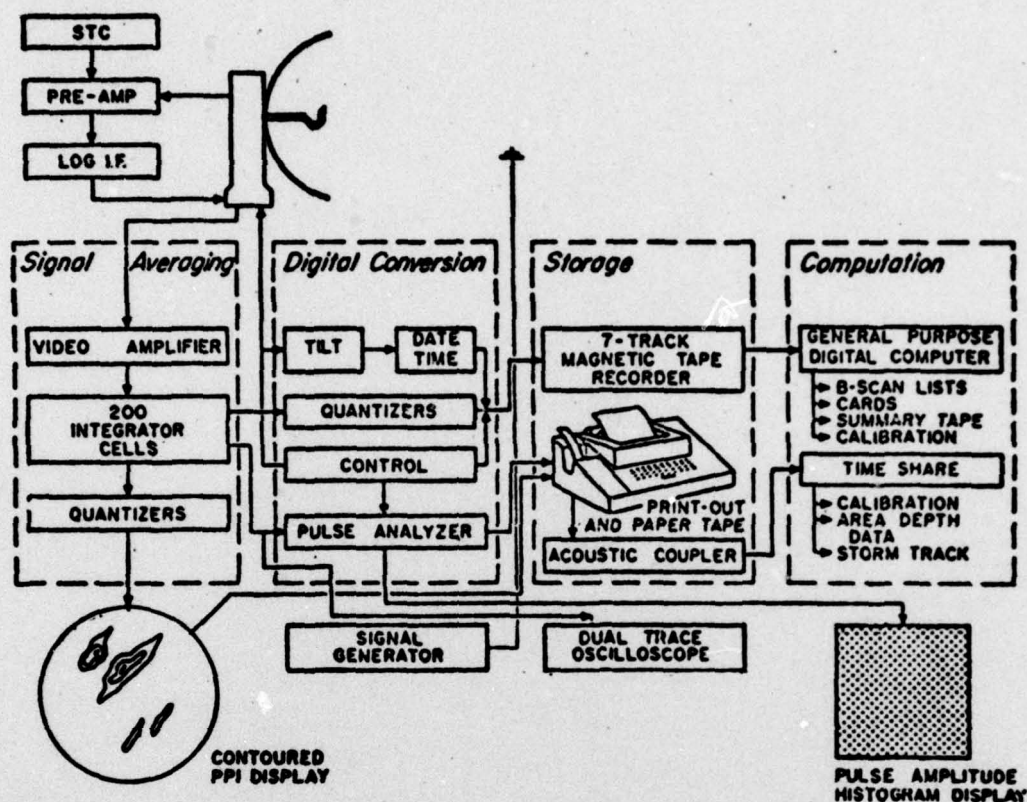 STC
PRE-AMP
LOG I.F.
Signal Averaging
VIDEO AMPLIFIER
200
INTEGRATOR
CELLS
QUANTIZERS
CONTOURED
PPI DISPLAY
Digital Conversion
TILT
DATE
TIME
QUANTIZERS
CONTROL
PULSE ANALYZER
SIGNAL
GENERATOR
Storage
7-TRACK
MAGNETIC TAPE
RECORDER
PRINT-OUT
AND PAPER TAPE
ACOUSTIC COUPLER
DUAL TRACE
OSCILLOSCOPE
Computation
GENERAL PURPOSE
DIGITAL COMPUTER
B-SCAN LISTS
CARDS
SUMMARY TAPE
CALIBRATION
TIME SHARE
CALIBRATION
AREA DEPTH
DATA
STORM TRACK
PULSE AMPLITUDE
HISTOGRAM DISPLAY